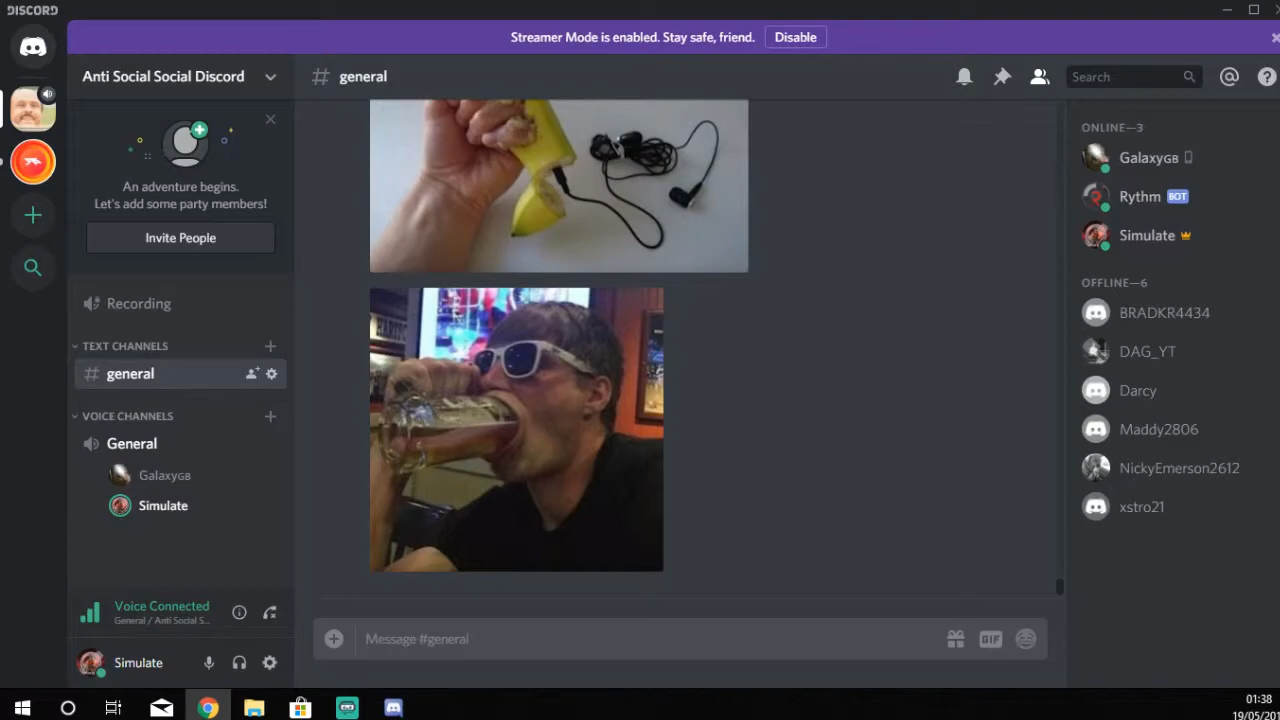 DISCORD
Streamer Mode is enabled. Stay safe, friend.
Disable
Anti Social Social Discord
general
Search
An adventure begins.
Let's add some party members!
Invite People
Recording
TEXT CHANNELS
general
VOICE CHANNELS
General
GalaxyGB
Simulate
Voice Connected
General / Anti Social S...
Simulate
Message #general
GIF
ONLINE—3
GalaxyGB
Rythm BOT
Simulate
OFFLINE—6
BRADKR4434
DAG_YT
Darcy
Maddy2806
NickyEmerson2612
xstro21
01:38
19/05/201